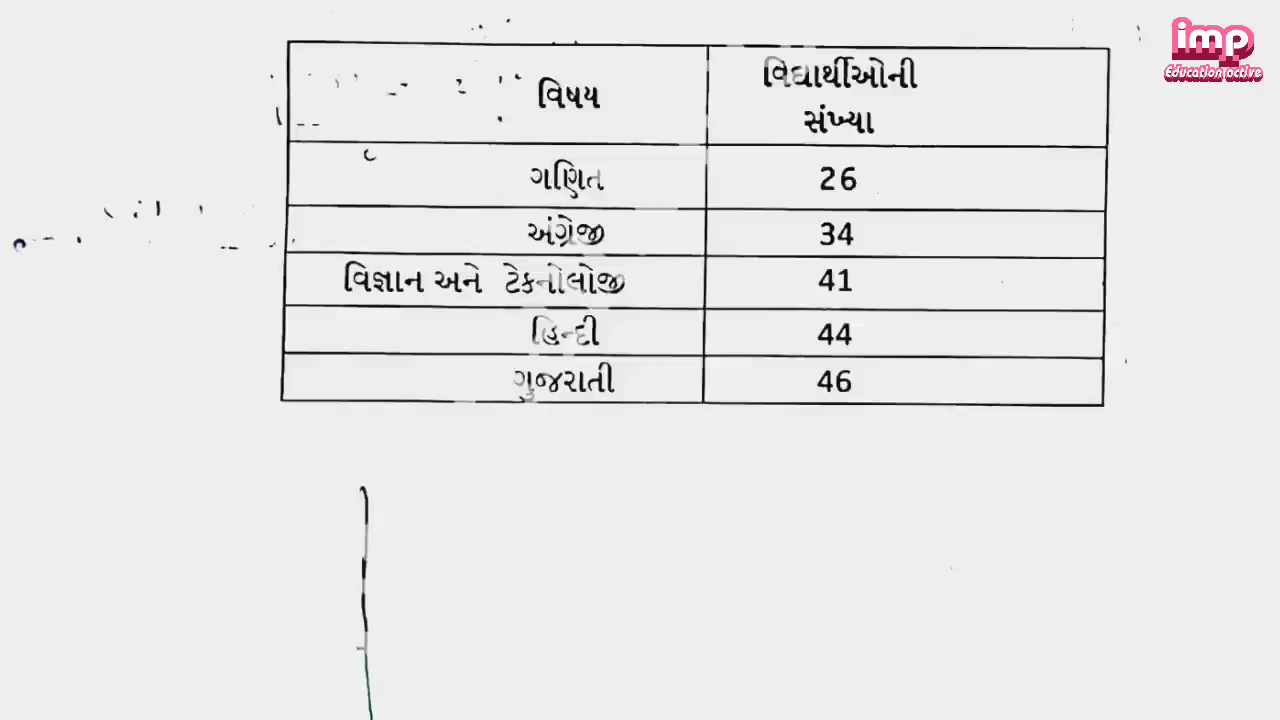 imp
Education active
વિષય
વિદ્યાર્થીઓની
સંખ્યા
ગણિત 26
અંગ્રેજી 34
વિજ્ઞાન અને ટેકનોલોજી 41
હિન્દી 44
ગુજરાતી 46